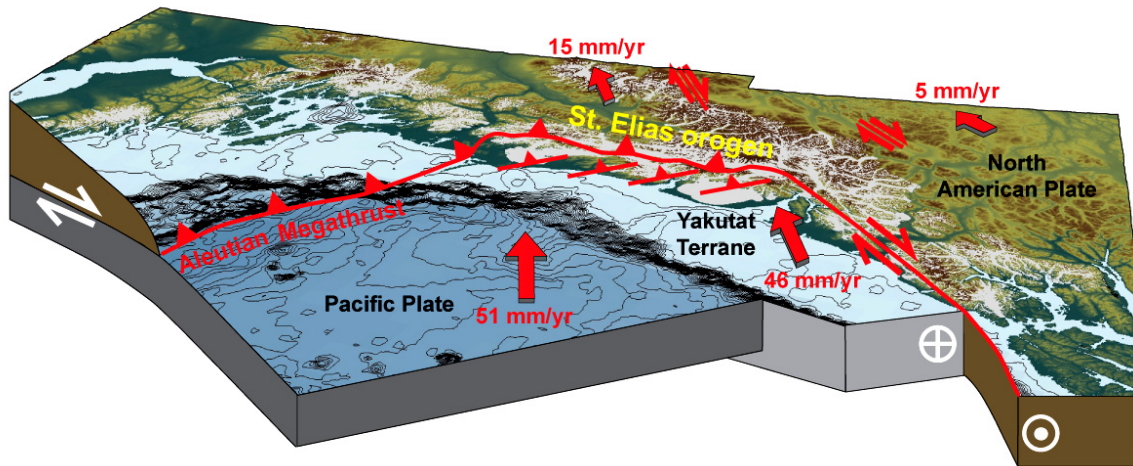 15 mm/yr
5 mm/yr
St. Elias orogen
North
American Plate
Yakutat
Terrane
Aleutian Megathrust
46 mm/yr
Pacific Plate
51 mm/yr